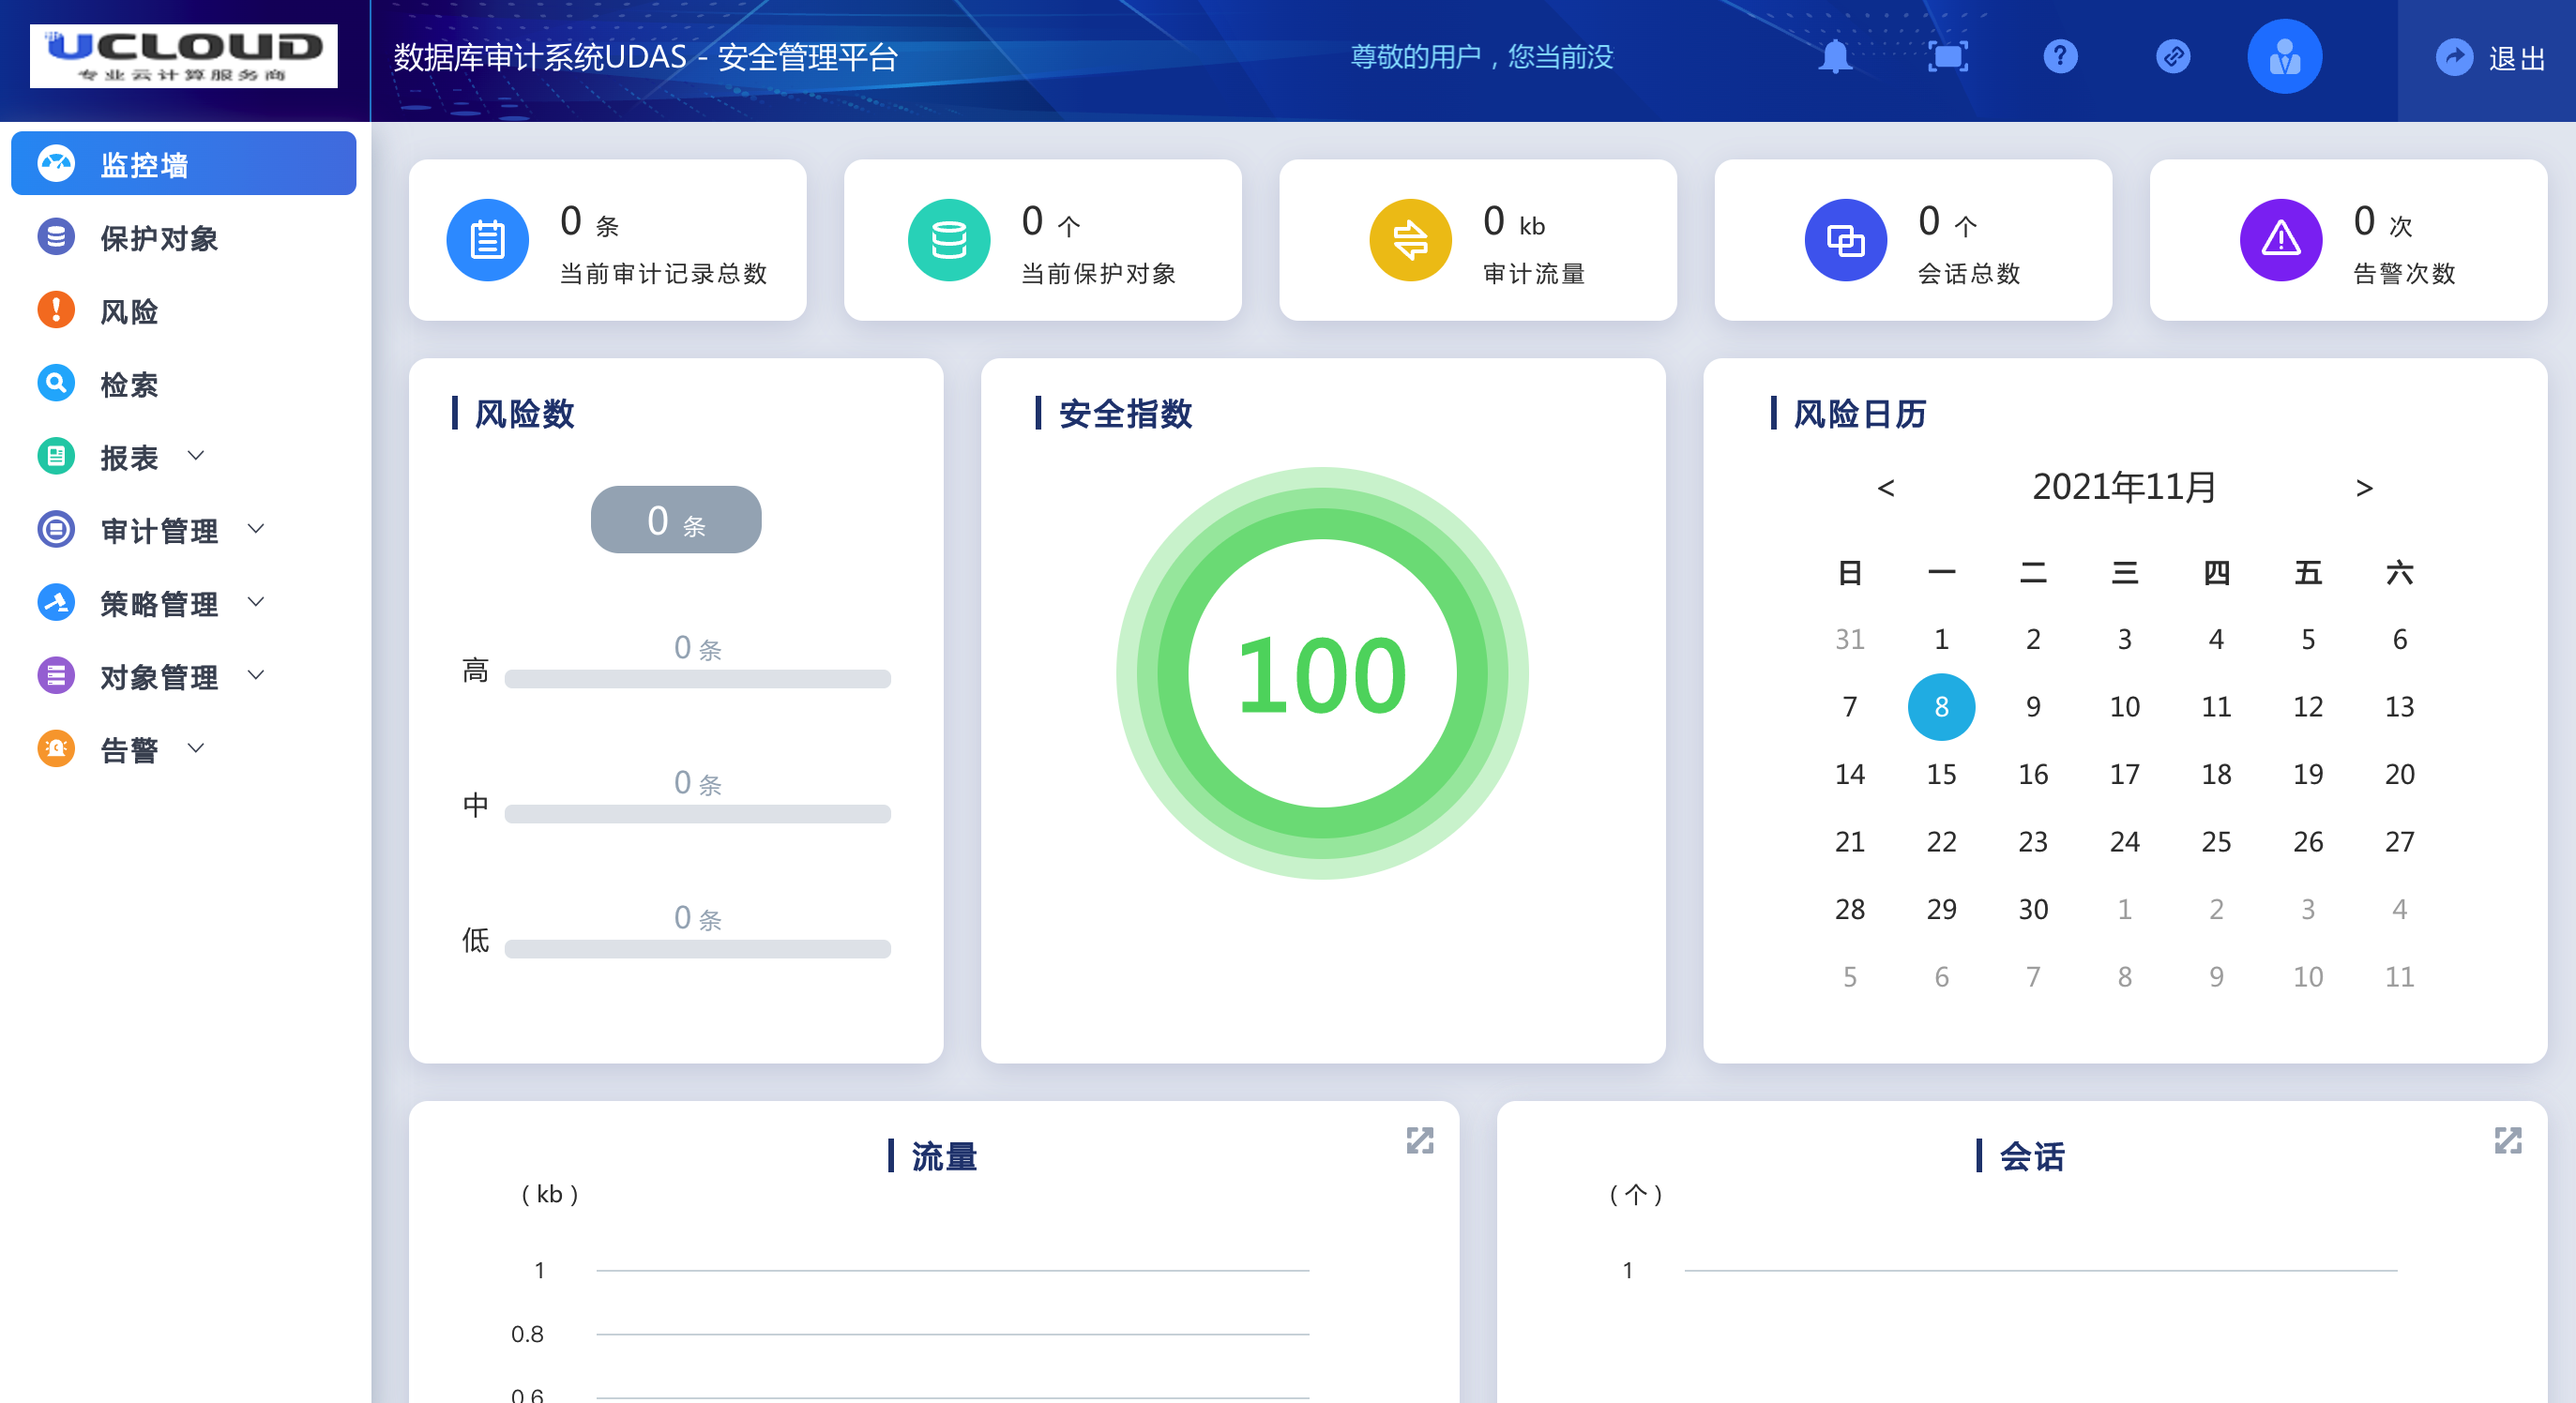 UCLOUD
专业云计算服务商
数据库审计系统UDAS - 安全管理平台
尊敬的用户，您当前没
退出
监控墙
保护对象
风险
检索
报表
审计管理
策略管理
对象管理
告警
0 条
当前审计记录总数
0 个
当前保护对象
0 kb
审计流量
0 个
会话总数
0 次
告警次数
风险数
0 条
高 0 条
中 0 条
低 0 条
安全指数
100
风险日历
< 2021年11月 >
日 一 二 三 四 五 六
31 1 2 3 4 5 6
7 8 9 10 11 12 13
14 15 16 17 18 19 20
21 22 23 24 25 26 27
28 29 30 1 2 3 4
5 6 7 8 9 10 11
流量
（kb）
1
0.8
0.6
会话
（个）
1